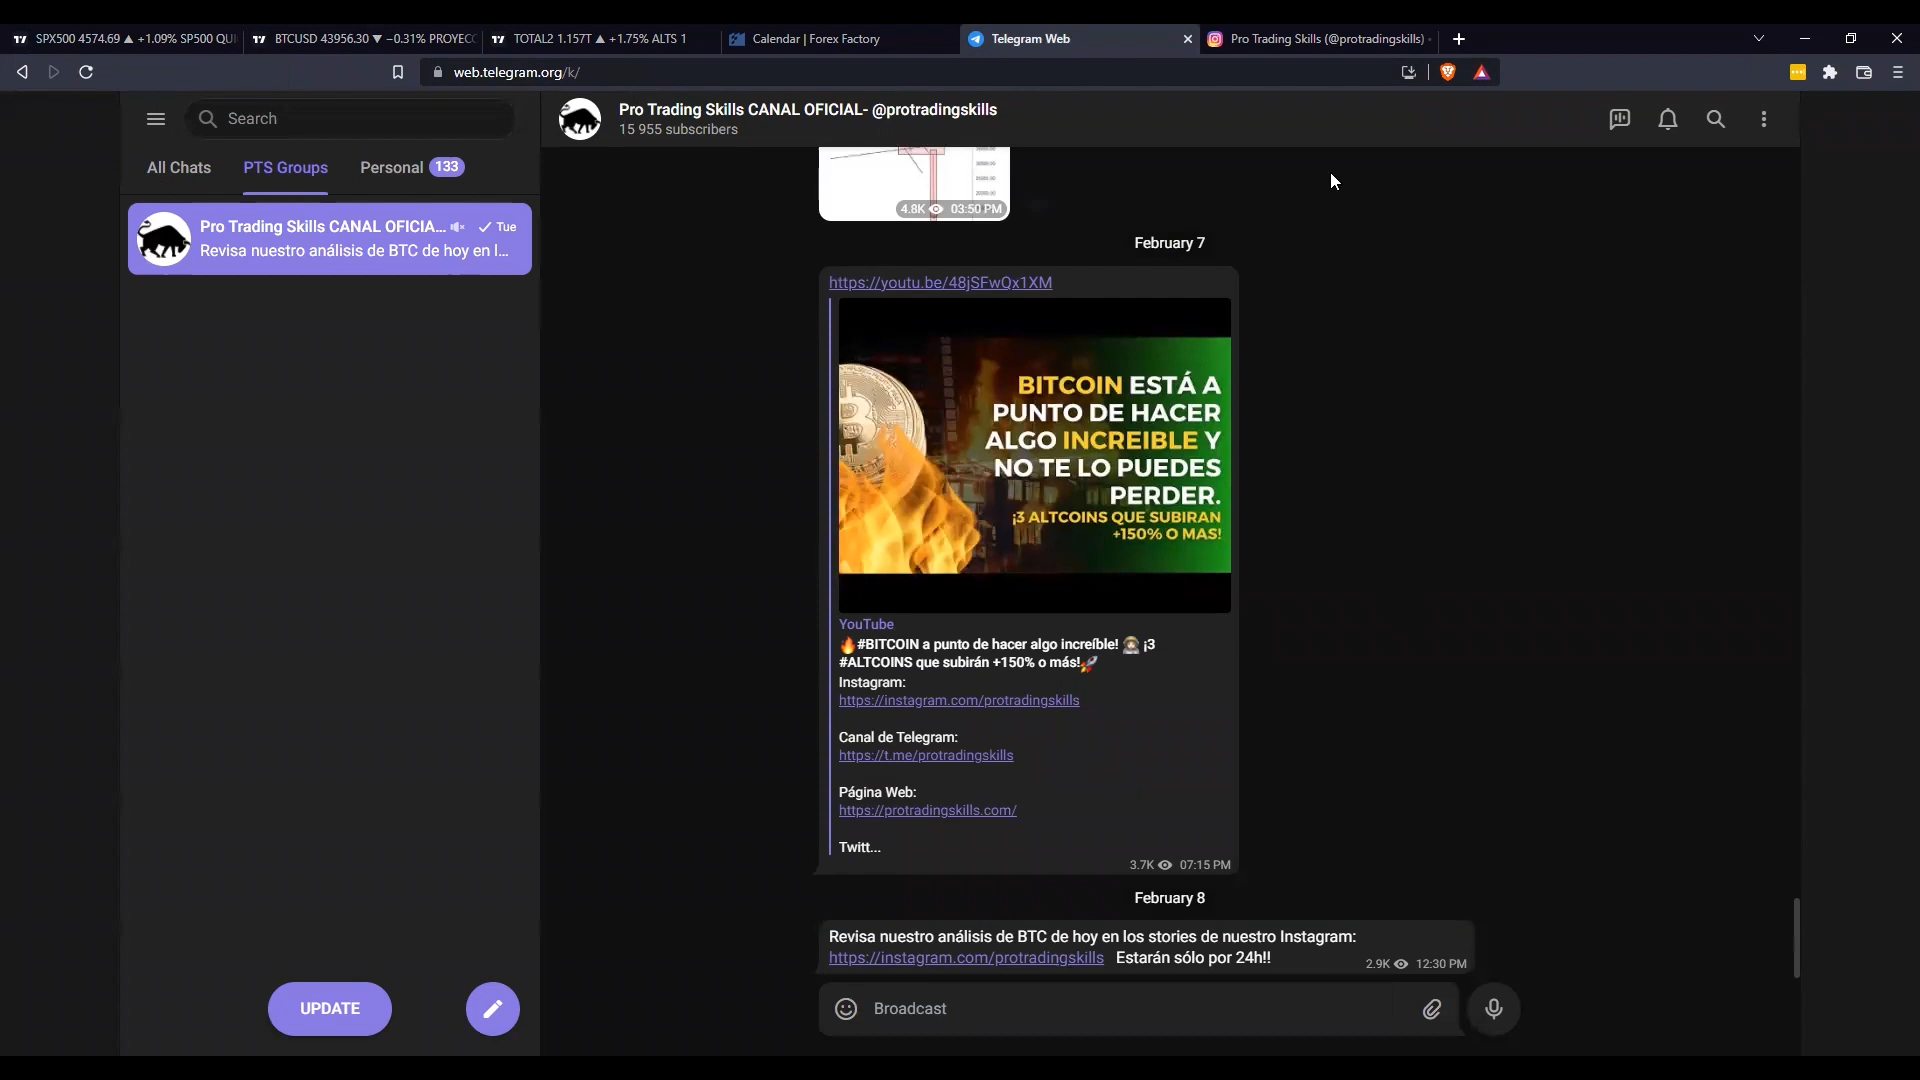 SPX500 4574.69 ▲ +1.09% SP500 QUI
BTCUSD 43956.30 ▼ −0.31% PROYEC
TOTAL2 1.157T ▲ +1.75% ALTS 1
Calendar | Forex Factory
Telegram Web
Pro Trading Skills (@protradingskills)
web.telegram.org/k/
Search
All Chats
PTS Groups
Personal 133
Pro Trading Skills CANAL OFICIA... Tue
Revisa nuestro análisis de BTC de hoy en l...
UPDATE
Pro Trading Skills CANAL OFICIAL- @protradingskills
15 955 subscribers
4.8K 03:50 PM
February 7
https://youtu.be/48jSFwQx1XM
BITCOIN ESTÁ A
PUNTO DE HACER
ALGO INCREIBLE Y
NO TE LO PUEDES
PERDER.
¡3 ALTCOINS QUE SUBIRAN
+150% O MAS!
YouTube
🔥#BITCOIN a punto de hacer algo increíble! ¡3
#ALTCOINS que subirán +150% o más!🚀
Instagram:
https://instagram.com/protradingskills
Canal de Telegram:
https://t.me/protradingskills
Página Web:
https://protradingskills.com/
Twitt...
3.7K 07:15 PM
February 8
Revisa nuestro análisis de BTC de hoy en los stories de nuestro Instagram:
https://instagram.com/protradingskills Estarán sólo por 24h!!
2.9K 12:30 PM
Broadcast